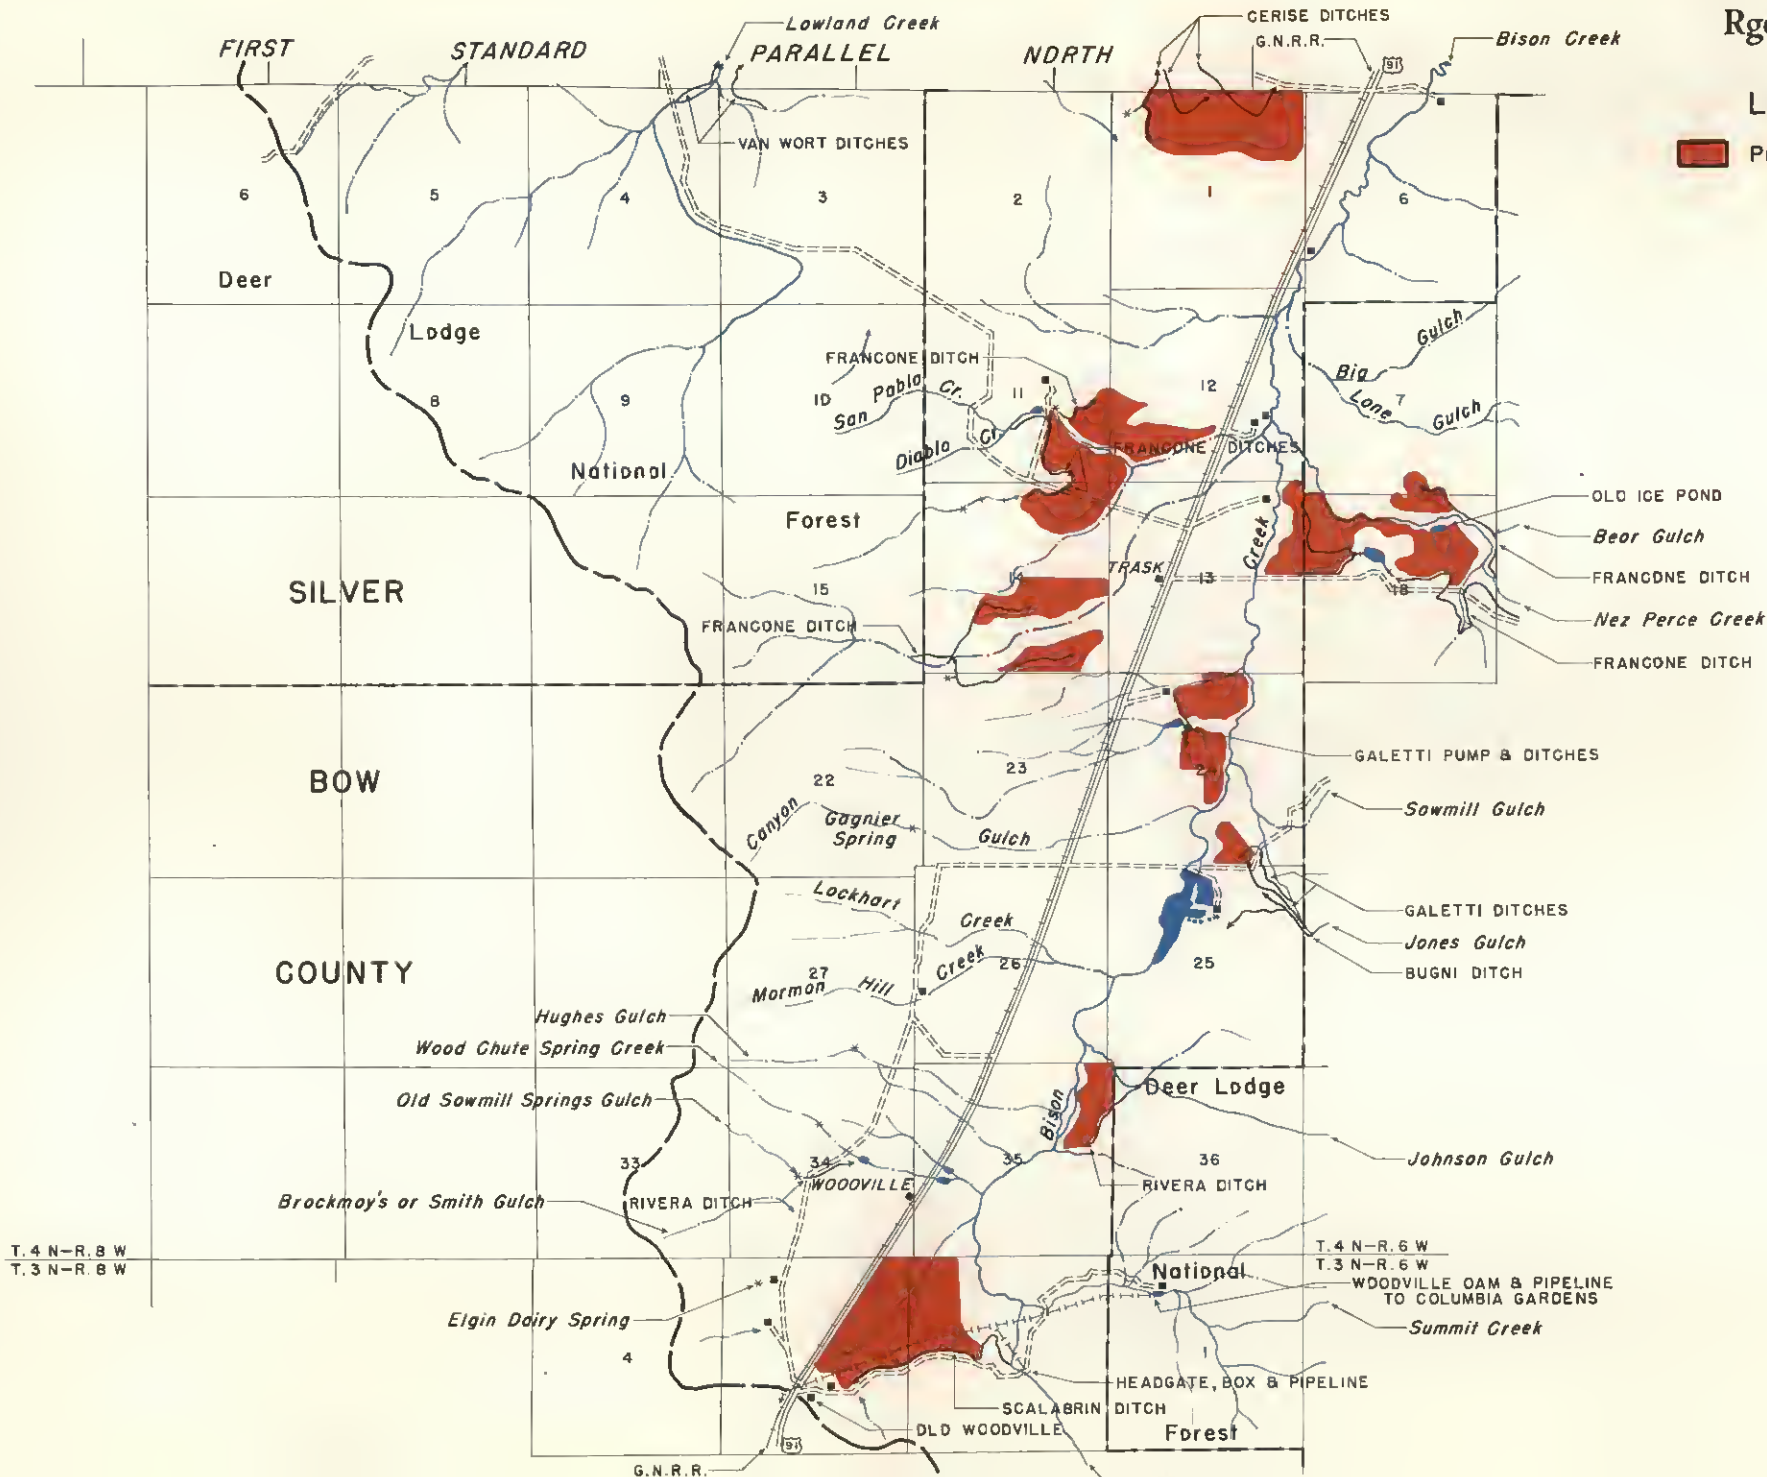 Lowland Creek
CERISE DITCHES
G.N.R.R.
91
Bison Creek
Rge
FIRST STANDARD PARALLEL NORTH
L
VAN WORT DITCHES
6 5 4 3 2 1 6
Deer
Lodge
FRANCONE DITCH
Big Gulch
Lone Gulch
San Pablo Cr.
Diablo Cr.
8 9 10 11 12 7
FRANCONE DITCHES
National
Forest
OLD ICE POND
Bear Gulch
Creek
TRASK
FRANCONE DITCH
SILVER
15 14 13 18
Nez Perce Creek
FRANCONE DITCH
FRANCONE DITCH
GALETTI PUMP & DITCHES
BOW
22 23 24
Canyon Gulch
Gagnier
Spring
Sawmill Gulch
Lockhart Creek
GALETTI DITCHES
Jones Gulch
BUGNI DITCH
COUNTY
27 26 25
Mormon Hill Creek
Hughes Gulch
Wood Chute Spring Creek
Old Sawmill Springs Gulch
Deer Lodge
Bison
33 34 35 36
Johnson Gulch
WOODVILLE
RIVERA DITCH
RIVERA DITCH
Brockmay's or Smith Gulch
T. 4 N-R. 8 W
T. 3 N-R. 8 W
T. 4 N-R. 6 W
T. 3 N-R. 6 W
National
WOODVILLE DAM & PIPELINE
TO COLUMBIA GARDENS
Elgin Dairy Spring
Summit Creek
4 1
HEADGATE, BOX & PIPELINE
SCALABRIN DITCH
OLD WOODVILLE
Forest
91
G.N.R.R.